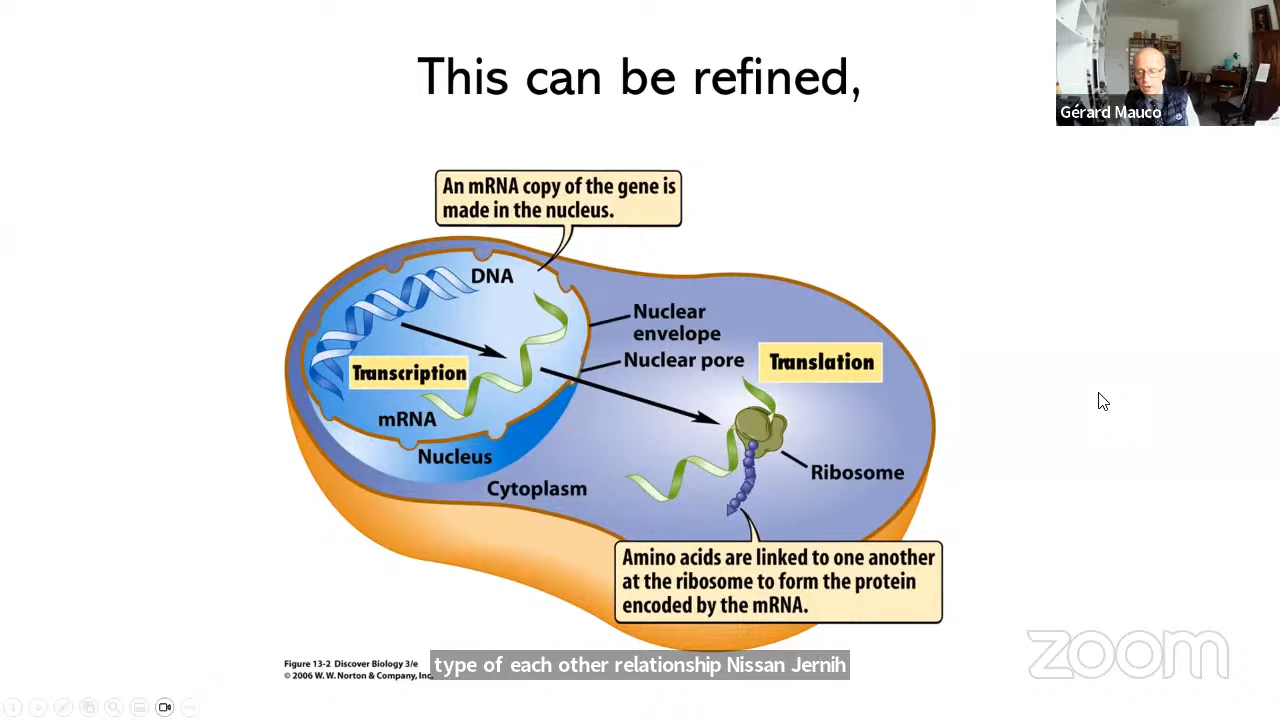 This can be refined,
Gérard Mauco
An mRNA copy of the gene is
made in the nucleus.
DNA
Nuclear
envelope
Nuclear pore
Translation
Transcription
mRNA
Nucleus
Ribosome
Cytoplasm
Amino acids are linked to one another
at the ribosome to form the protein
encoded by the mRNA.
zoom
Figure 13-2 Discover Biology 3/e
© 2006 W. W. Norton & Company, Inc.
type of each other relationship Nissan Jernih